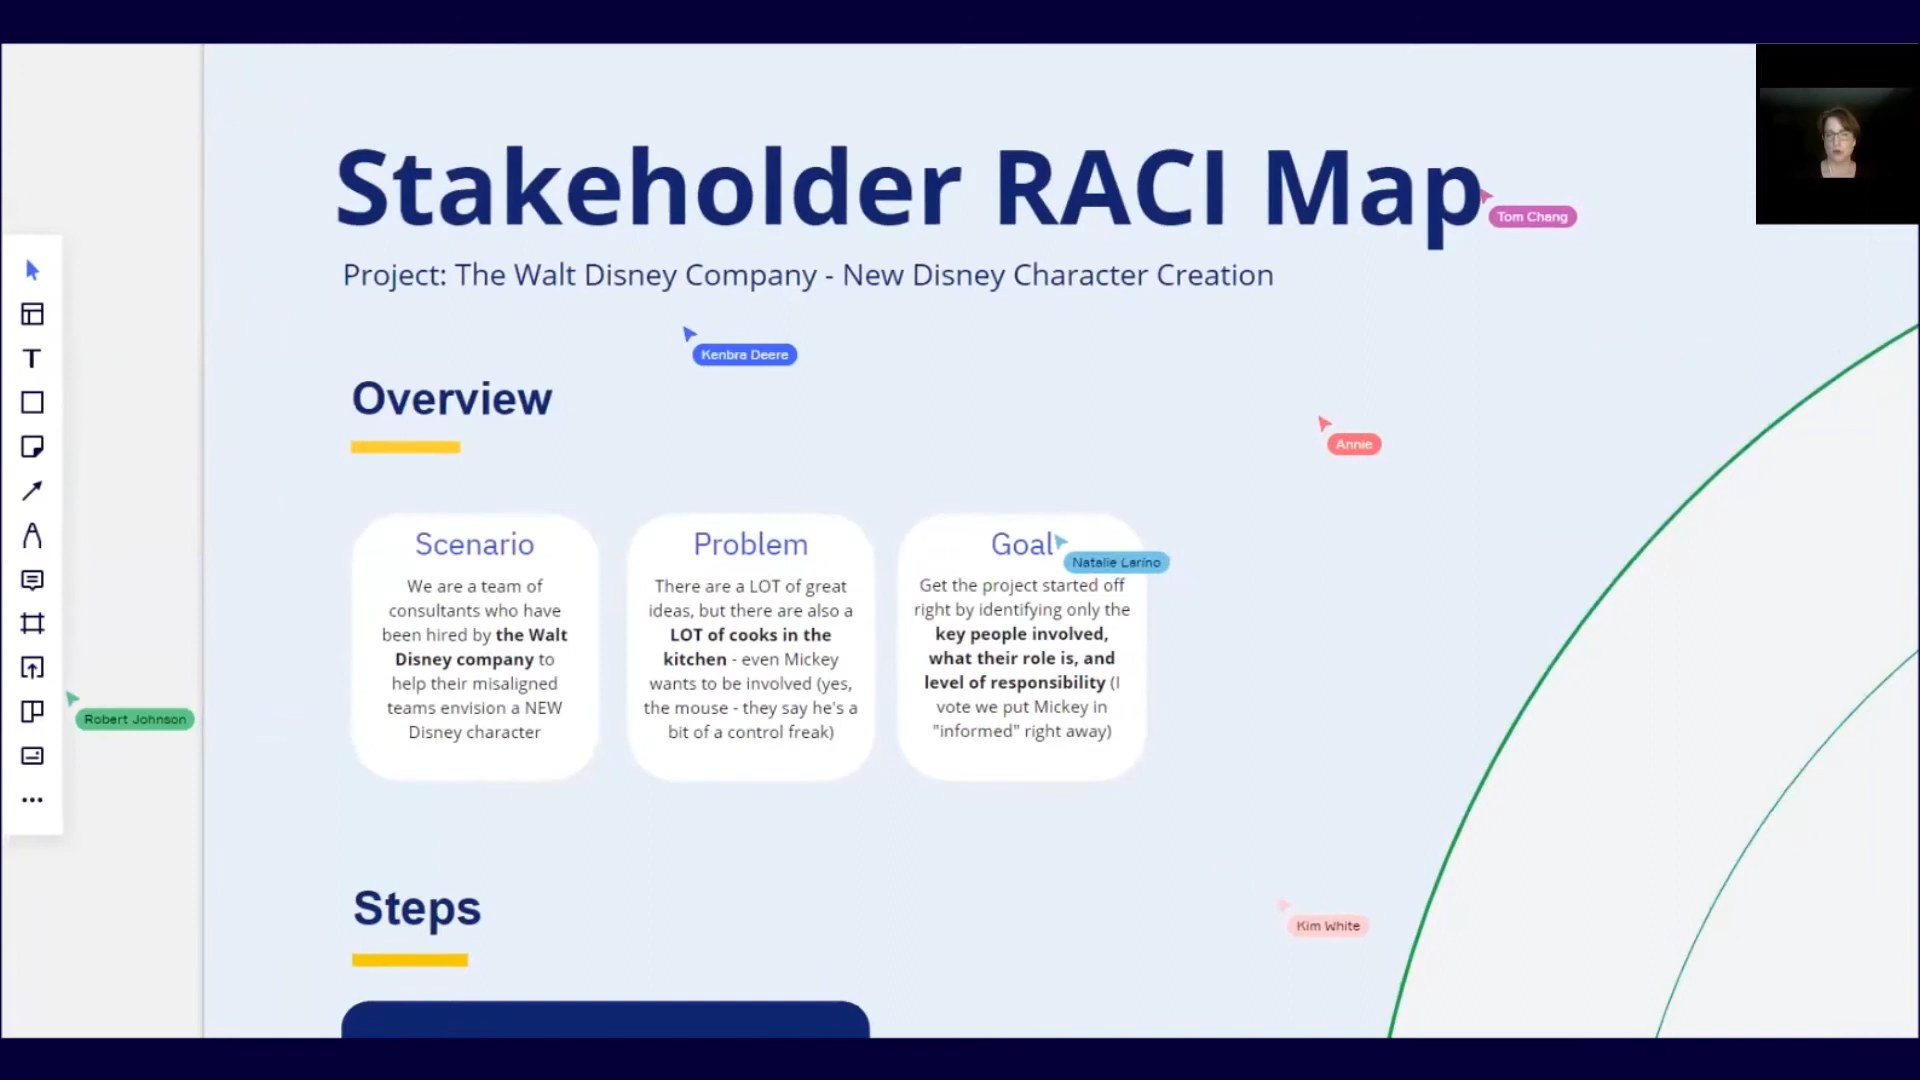 Stakeholder RACI Map
Tom Chang
Project: The Walt Disney Company - New Disney Character Creation
Kenbra Deere
Overview
Annie
Scenario
We are a team of
consultants who have
been hired by the Walt
Disney company to
help their misaligned
teams envision a NEW
Disney character
Problem
There are a LOT of great
ideas, but there are also a
LOT of cooks in the
kitchen - even Mickey
wants to be involved (yes,
the mouse - they say he's a
bit of a control freak)
Goal
Natalie Larino
Get the project started off
right by identifying only the
key people involved,
what their role is, and
level of responsibility (I
vote we put Mickey in
"informed" right away)
Robert Johnson
Steps
Kim White